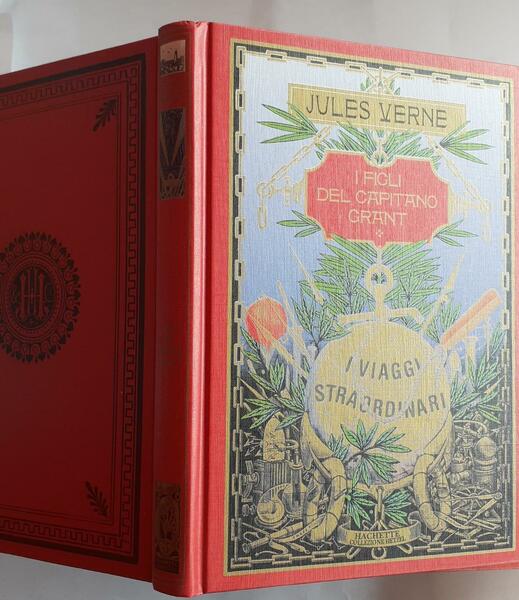 JULES VERNE
I FIGLI
DEL CAPITANO
GRANT
I VIAGGI
STRAORDINARI
HACHETTE
COLLEZIONE HETZEL